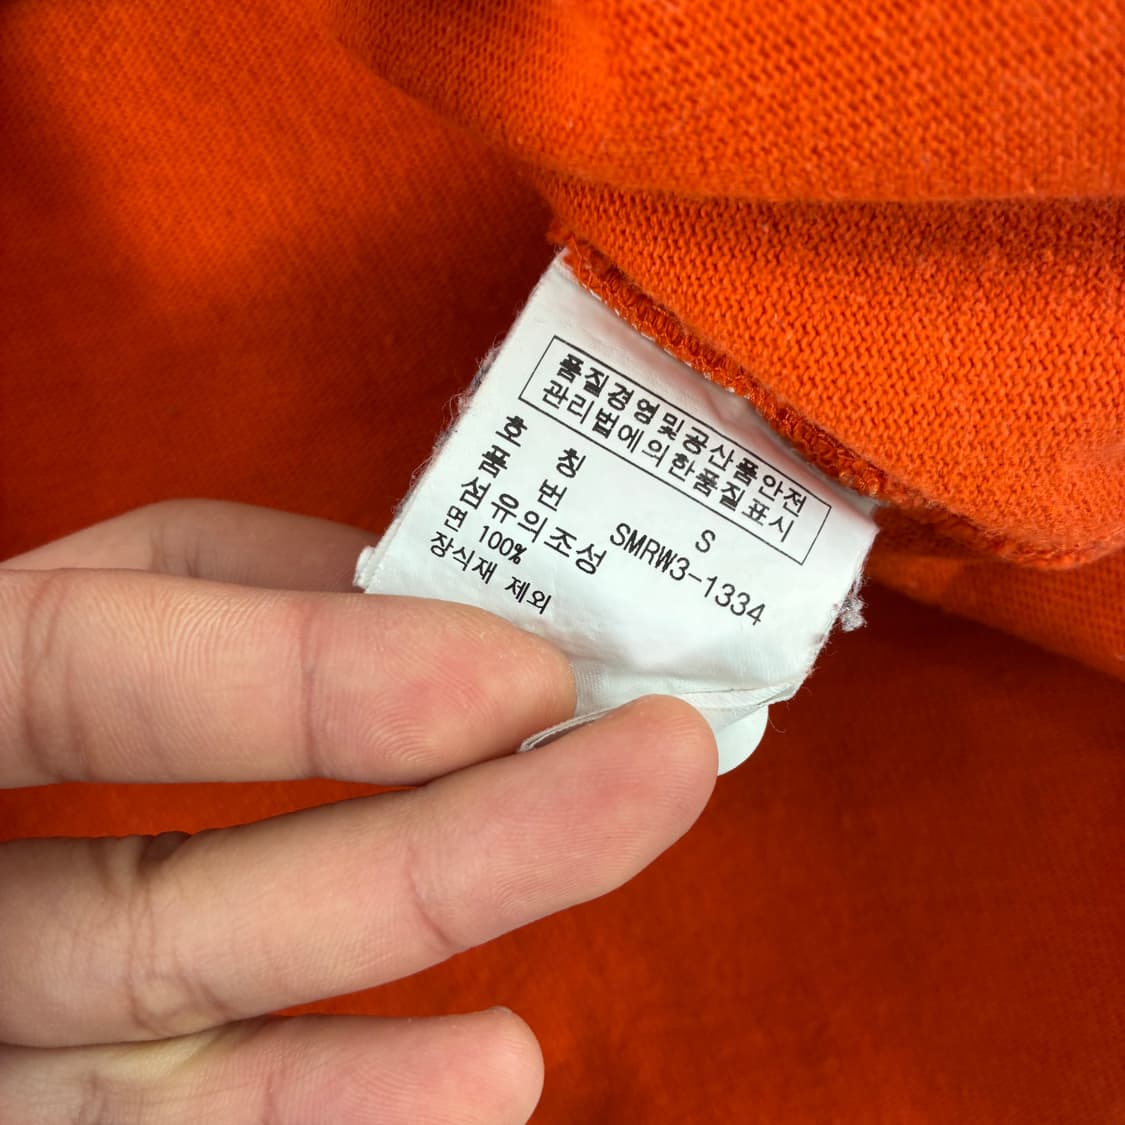 품질경영및공산품안전
관리법에의한품질표시
호 칭 S
품 번 SMRW3-1334
섬유의조성
면 100%
장식재 제외